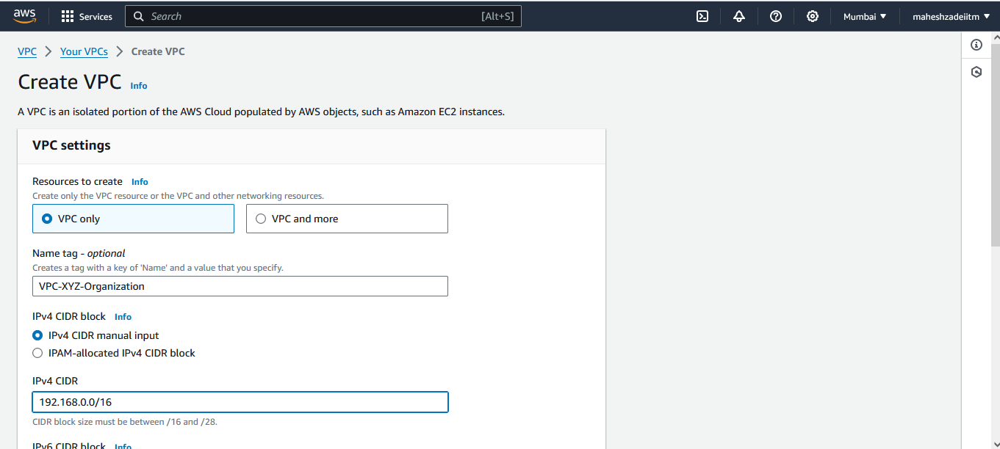 aws Services Search [Alt+S] Mumbai maheshzadeiitm
VPC Your VPCs Create VPC
Create VPC Info
A VPC is an isolated portion of the AWS Cloud populated by AWS objects, such as Amazon EC2 instances.
VPC settings
Resources to create Info
Create only the VPC resource or the VPC and other networking resources.
VPC only VPC and more
Name tag - optional
Creates a tag with a key of 'Name' and a value that you specify.
VPC-XYZ-Organization
IPv4 CIDR block Info
IPv4 CIDR manual input
IPAM-allocated IPv4 CIDR block
IPv4 CIDR
192.168.0.0/16
CIDR block size must be between /16 and /28.
IPv6 CIDR block Info